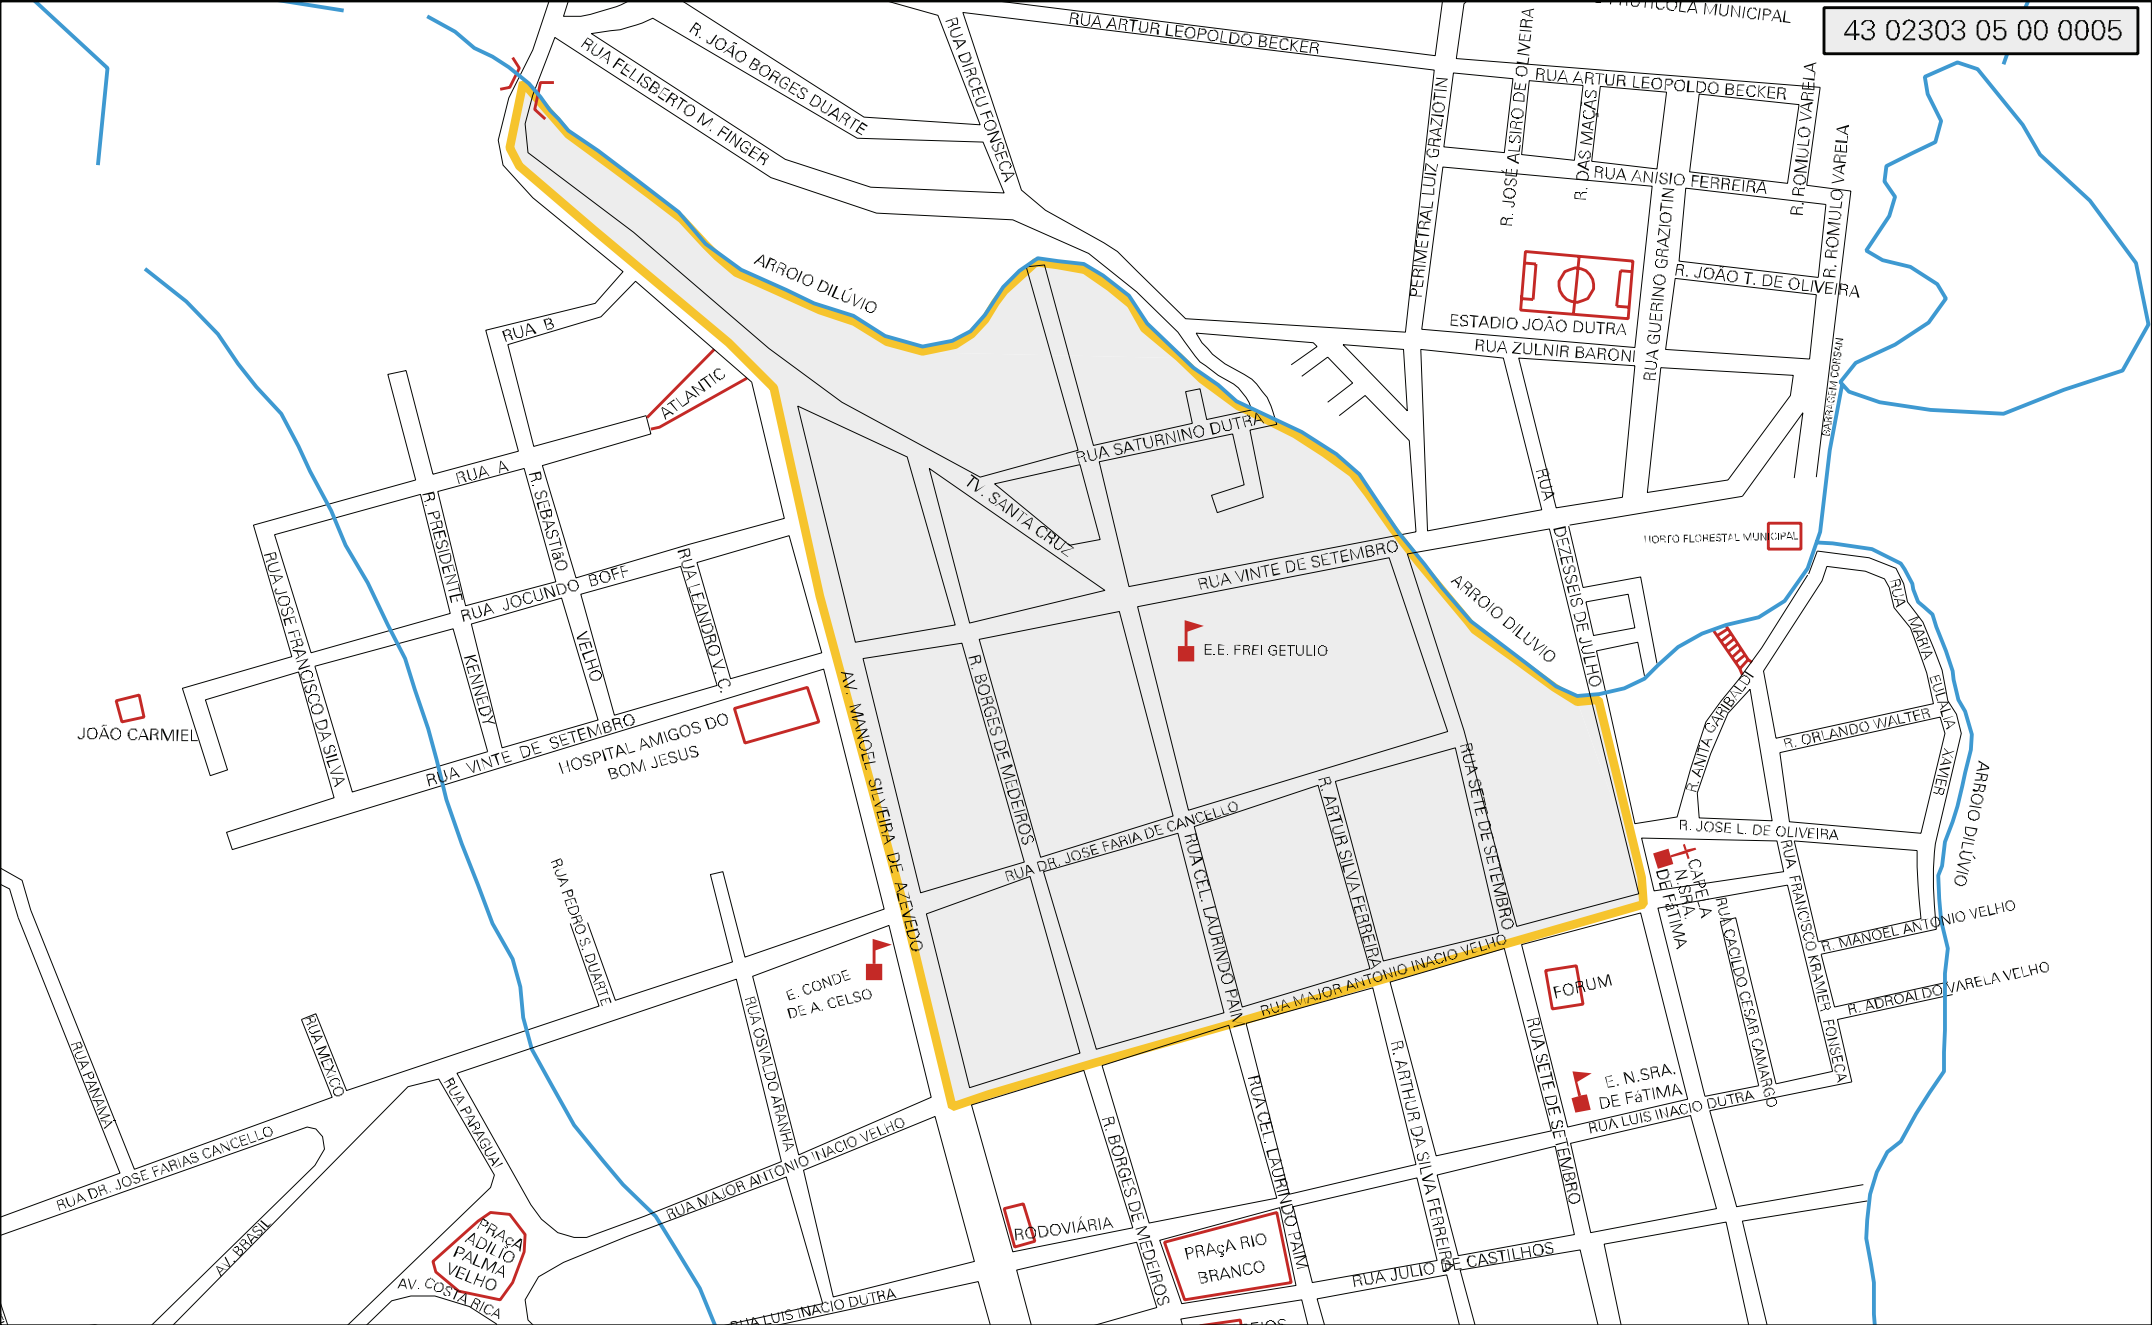 43 02303 05 00 0005
RUA ARTUR LEOPOLDO BECKER
R. JOÃO BORGES DUARTE
RUA FELISBERTO M. FINGER
RUA DIRCEU FONSECA
R. JOSÉ ALSIRO DE OLIVEIRA
RUA ARTUR LEOPOLDO BECKER
R. DAS MAÇAS
R. ROMULO VARELA
R. ROMULO VARELA
PERIMETRAL LUIZ GRAZIOTIN
RUA ANISIO FERREIRA
RUA GUERINO GRAZIOTIN
R. JOÃO T. DE OLIVEIRA
ESTADIO JOÃO DUTRA
RUA ZULNIR BARONI
BARRAGEM CORSAN
ARROIO DILÚVIO
RUA B
ATLANTIC
RUA A
R. PRESIDENTE
KENNEDY
R. SEBASTIãO
VELHO
RUA JOCUNDO BOFF
RUA LEANDRO V. C.
RUA JOSE FRANCISCO DA SILVA
RUA SATURNINO DUTRA
TV. SANTA CRUZ
RUA VINTE DE SETEMBRO
RUA
DEZESSEIS DE JULHO
HORTO FLORESTAL MUNICIPAL
ARROIO DILUVIO
E.E. FREI GETULIO
JOÃO CARMIEL
RUA VINTE DE SETEMBRO
HOSPITAL AMIGOS DO
BOM JESUS
AV. MANOEL SILVEIRA DE AZEVEDO
R. BORGES DE MEDEIROS
RUA DR. JOSE FARIA DE CANCELLO
RUA CEL. LAURINDO PAIM
R. ARTUR SILVA FERREIRA
RUA SETE DE SETEMBRO
RUA MAJOR ANTONIO INACIO VELHO
RUA MARIA EULALIA XAVIER
R. ANITA GARIBALDI
R. ORLANDO WALTER
ARROIO DILÚVIO
R. JOSE L. DE OLIVEIRA
CAPELA
N.SRA.
DE FáTIMA
RUA CACILDO CESAR CAMARGO
RUA FRANCISCO KRAMER FONSECA
R. MANOEL ANTONIO VELHO
R. ADROALDO VARELA VELHO
FORUM
E. N.SRA.
DE FáTIMA
RUA LUIS INACIO DUTRA
RUA SETE DE SETEMBRO
R. ARTHUR DA SILVA FERREIRA
RUA CEL. LAURINDO PAIM
R. BORGES DE MEDEIROS
RUA PEDRO S. DUARTE
E. CONDE
DE A. CELSO
RUA OSVALDO ARANHA
RUA MEXICO
RUA PANAMÁ
RUA PARAGUAI
RUA DR. JOSE FARIAS CANCELLO
RUA MAJOR ANTONIO INACIO VELHO
AV. BRASIL
PRAçA
ADILIO
PALMA
VELHO
AV. COSTA RICA
RODOVIÁRIA
PRAçA RIO
BRANCO
RUA JULIO DE CASTILHOS
RUA LUIS INACIO DUTRA